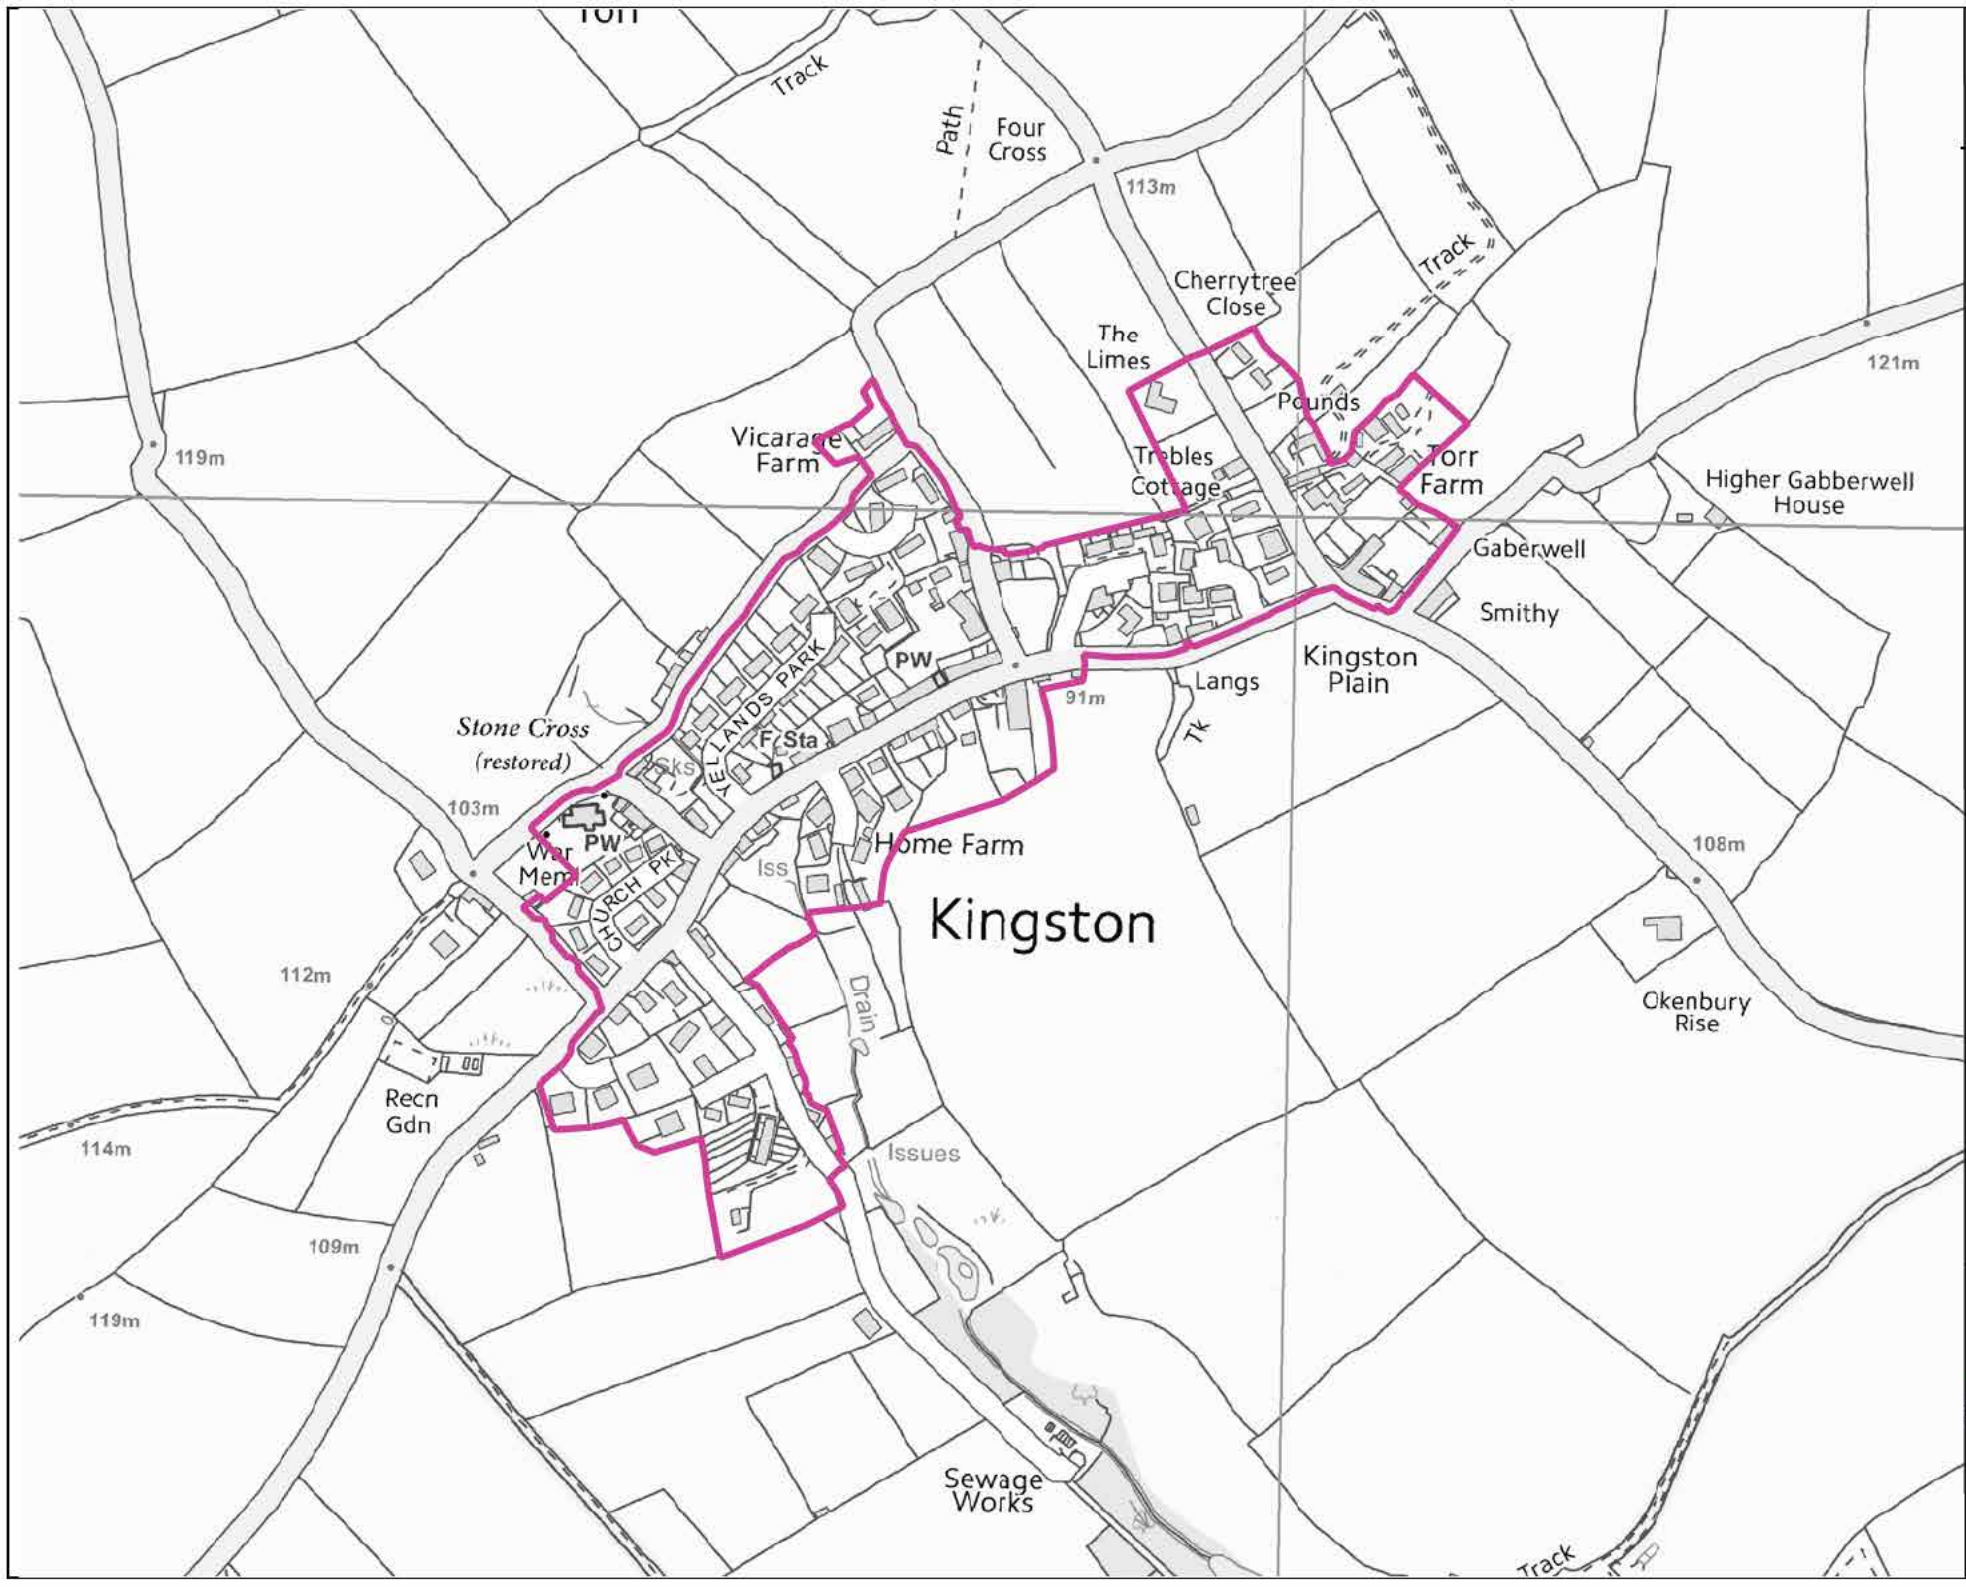 Track
Path
Four
Cross
113m
Track
Cherrytree
Close
The
Limes
121m
Pounds
Vicarage
Farm
119m
Trebles
Cottage
Torr
Farm
Higher Gabberwell
House
Gaberwell
Smithy
PW
Kingston
Plain
YELLANDS PARK
Langs
91m
Stone Cross
(restored)
F Sta
Tk
Sks
103m
PW
War
Meml
CHURCH PK
Home Farm
Iss
108m
Kingston
112m
Drain
Okenbury
Rise
Recn
Gdn
114m
Issues
109m
119m
Sewage
Works
Track